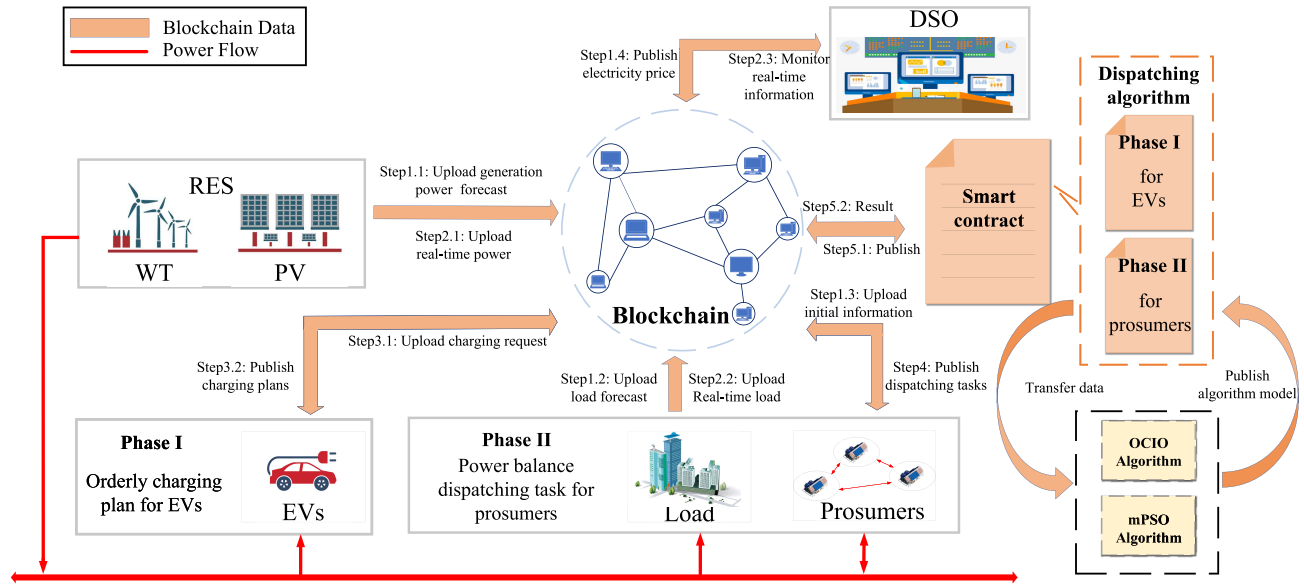 Blockchain Data
Power Flow
DSO
Step1.4: Publish
electricity price
Step2.3: Monitor
real-time
information
Dispatching
algorithm
Phase I
for
EVs
Phase II
for
prosumers
RES
WT
PV
Step1.1: Upload generation
power forecast
Step2.1: Upload
real-time power
Blockchain
Step5.2: Result
Step5.1: Publish
Smart
contract
Step1.3: Upload
initial information
Step3.1: Upload charging request
Step3.2: Publish
charging plans
Step1.2: Upload
load forecast
Step2.2: Upload
Real-time load
Step4: Publish
dispatching tasks
Transfer data
Publish
algorithm model
Phase I
Orderly charging
plan for EVs
EVs
Phase II
Power balance
dispatching task for
prosumers
Load
Prosumers
OCIO
Algorithm
mPSO
Algorithm